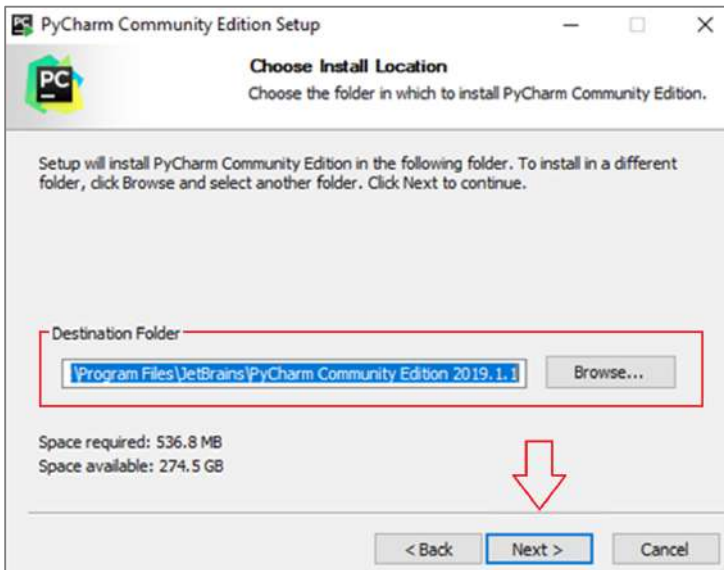 PyCharm Community Edition Setup
PC
Choose Install Location
Choose the folder in which to install PyCharm Community Edition.
Setup will install PyCharm Community Edition in the following folder. To install in a different
folder, click Browse and select another folder. Click Next to continue.
Destination Folder
\Program Files\JetBrains\PyCharm Community Edition 2019.1.1
Browse...
Space required: 536.8 MB
Space available: 274.5 GB
< Back
Next >
Cancel